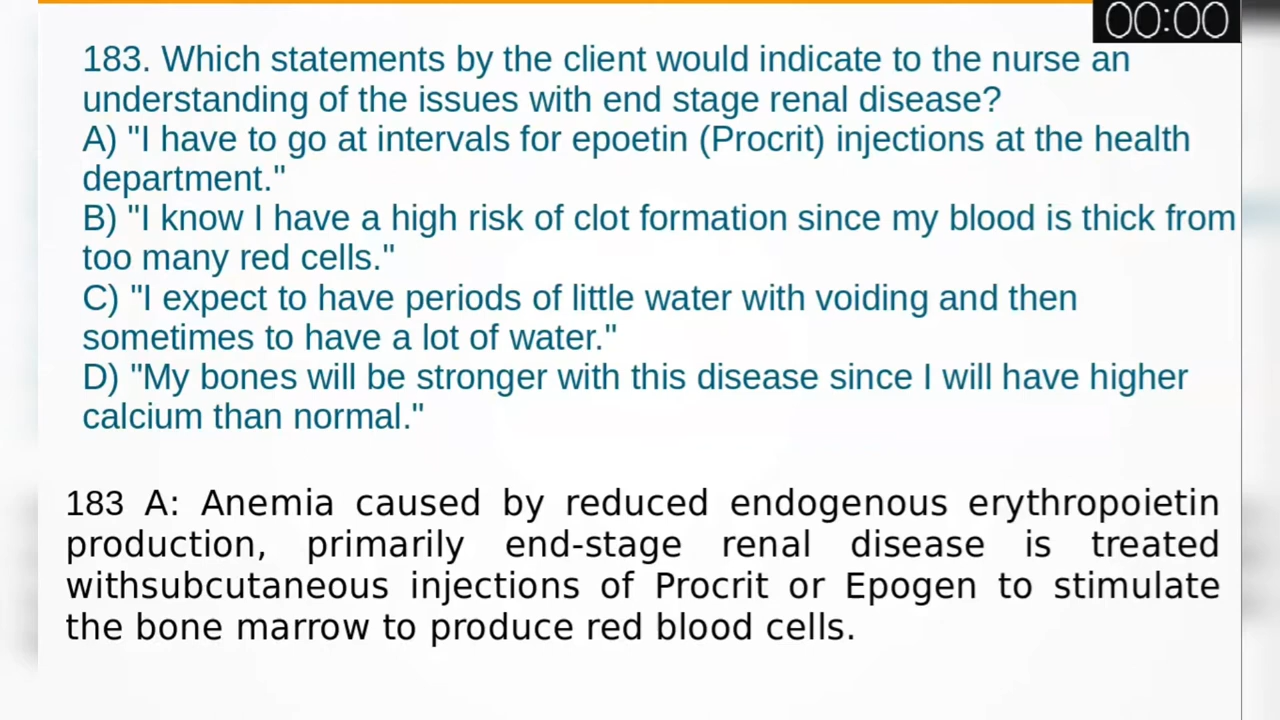 00:00
183. Which statements by the client would indicate to the nurse an
understanding of the issues with end stage renal disease?
A) "I have to go at intervals for epoetin (Procrit) injections at the health
department."
B) "I know I have a high risk of clot formation since my blood is thick from
too many red cells."
C) "I expect to have periods of little water with voiding and then
sometimes to have a lot of water."
D) "My bones will be stronger with this disease since I will have higher
calcium than normal."
183 A: Anemia caused by reduced endogenous erythropoietin
production, primarily end-stage renal disease is treated
withsubcutaneous injections of Procrit or Epogen to stimulate
the bone marrow to produce red blood cells.